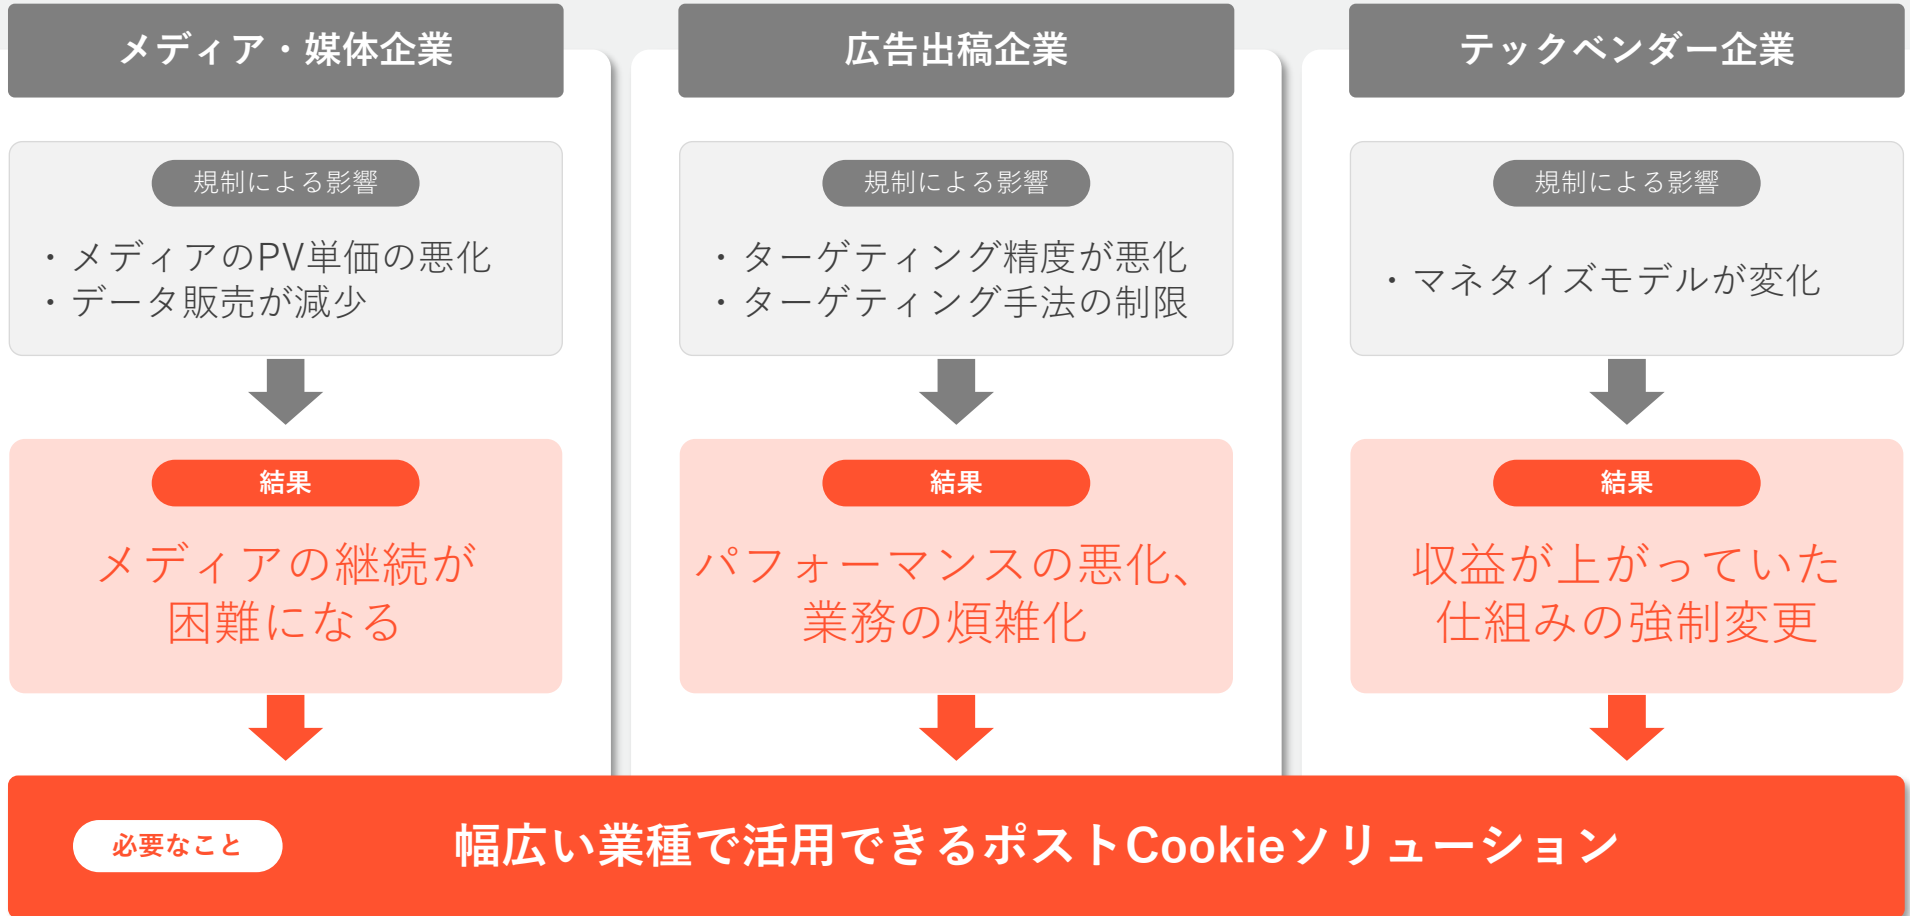 メディア・媒体企業
規制による影響
・メディアのPV単価の悪化
・データ販売が減少
結果
メディアの継続が
困難になる
広告出稿企業
規制による影響
・ターゲティング精度が悪化
・ターゲティング手法の制限
結果
パフォーマンスの悪化、
業務の煩雑化
テックベンダー企業
規制による影響
・マネタイズモデルが変化
結果
収益が上がっていた
仕組みの強制変更
必要なこと
幅広い業種で活用できるポストCookieソリューション